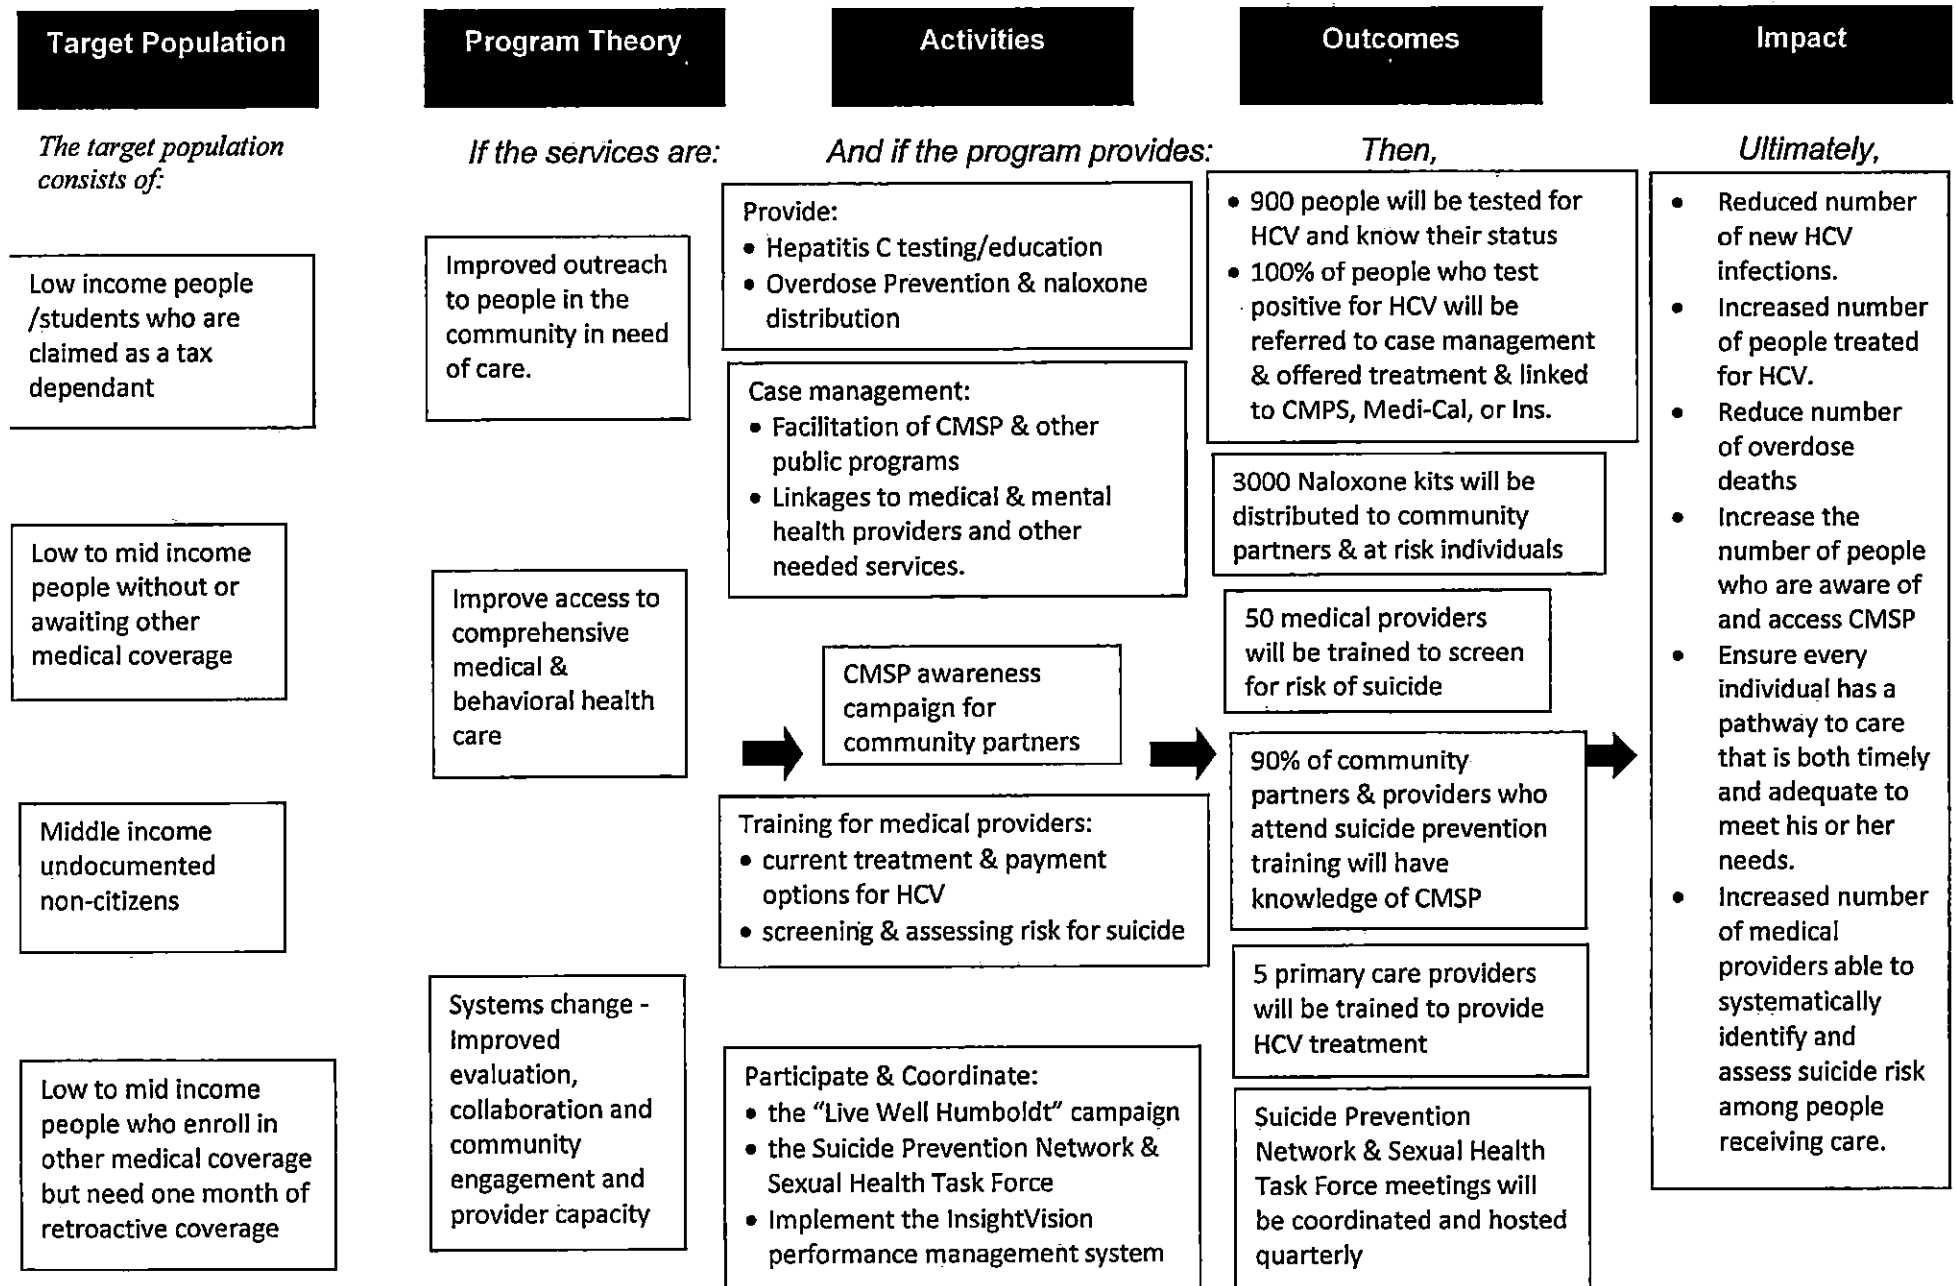 Target Population
Program Theory
Activities
Outcomes
Impact
The target population
consists of:
If the services are:
And if the program provides:
Then,
Ultimately,
Low income people
/students who are
claimed as a tax
dependant
Low to mid income
people without or
awaiting other
medical coverage
Middle income
undocumented
non-citizens
Low to mid income
people who enroll in
other medical coverage
but need one month of
retroactive coverage
Improved outreach
to people in the
community in need
of care.
Improve access to
comprehensive
medical &
behavioral health
care
Systems change -
Improved
evaluation,
collaboration and
community
engagement and
provider capacity
Provide:
• Hepatitis C testing/education
• Overdose Prevention & naloxone
distribution
Case management:
• Facilitation of CMSP & other
public programs
• Linkages to medical & mental
health providers and other
needed services.
CMSP awareness
campaign for
community partners
Training for medical providers:
• current treatment & payment
options for HCV
• screening & assessing risk for suicide
Participate & Coordinate:
• the “Live Well Humboldt” campaign
• the Suicide Prevention Network &
Sexual Health Task Force
• Implement the InsightVision
performance management system
• 900 people will be tested for
HCV and know their status
• 100% of people who test
positive for HCV will be
referred to case management
& offered treatment & linked
to CMPS, Medi-Cal, or Ins.
3000 Naloxone kits will be
distributed to community
partners & at risk individuals
50 medical providers
will be trained to screen
for risk of suicide
90% of community
partners & providers who
attend suicide prevention
training will have
knowledge of CMSP
5 primary care providers
will be trained to provide
HCV treatment
Suicide Prevention
Network & Sexual Health
Task Force meetings will
be coordinated and hosted
quarterly
• Reduced number
of new HCV
infections.
• Increased number
of people treated
for HCV.
• Reduce number
of overdose
deaths
• Increase the
number of people
who are aware of
and access CMSP
• Ensure every
individual has a
pathway to care
that is both timely
and adequate to
meet his or her
needs.
• Increased number
of medical
providers able to
systematically
identify and
assess suicide risk
among people
receiving care.